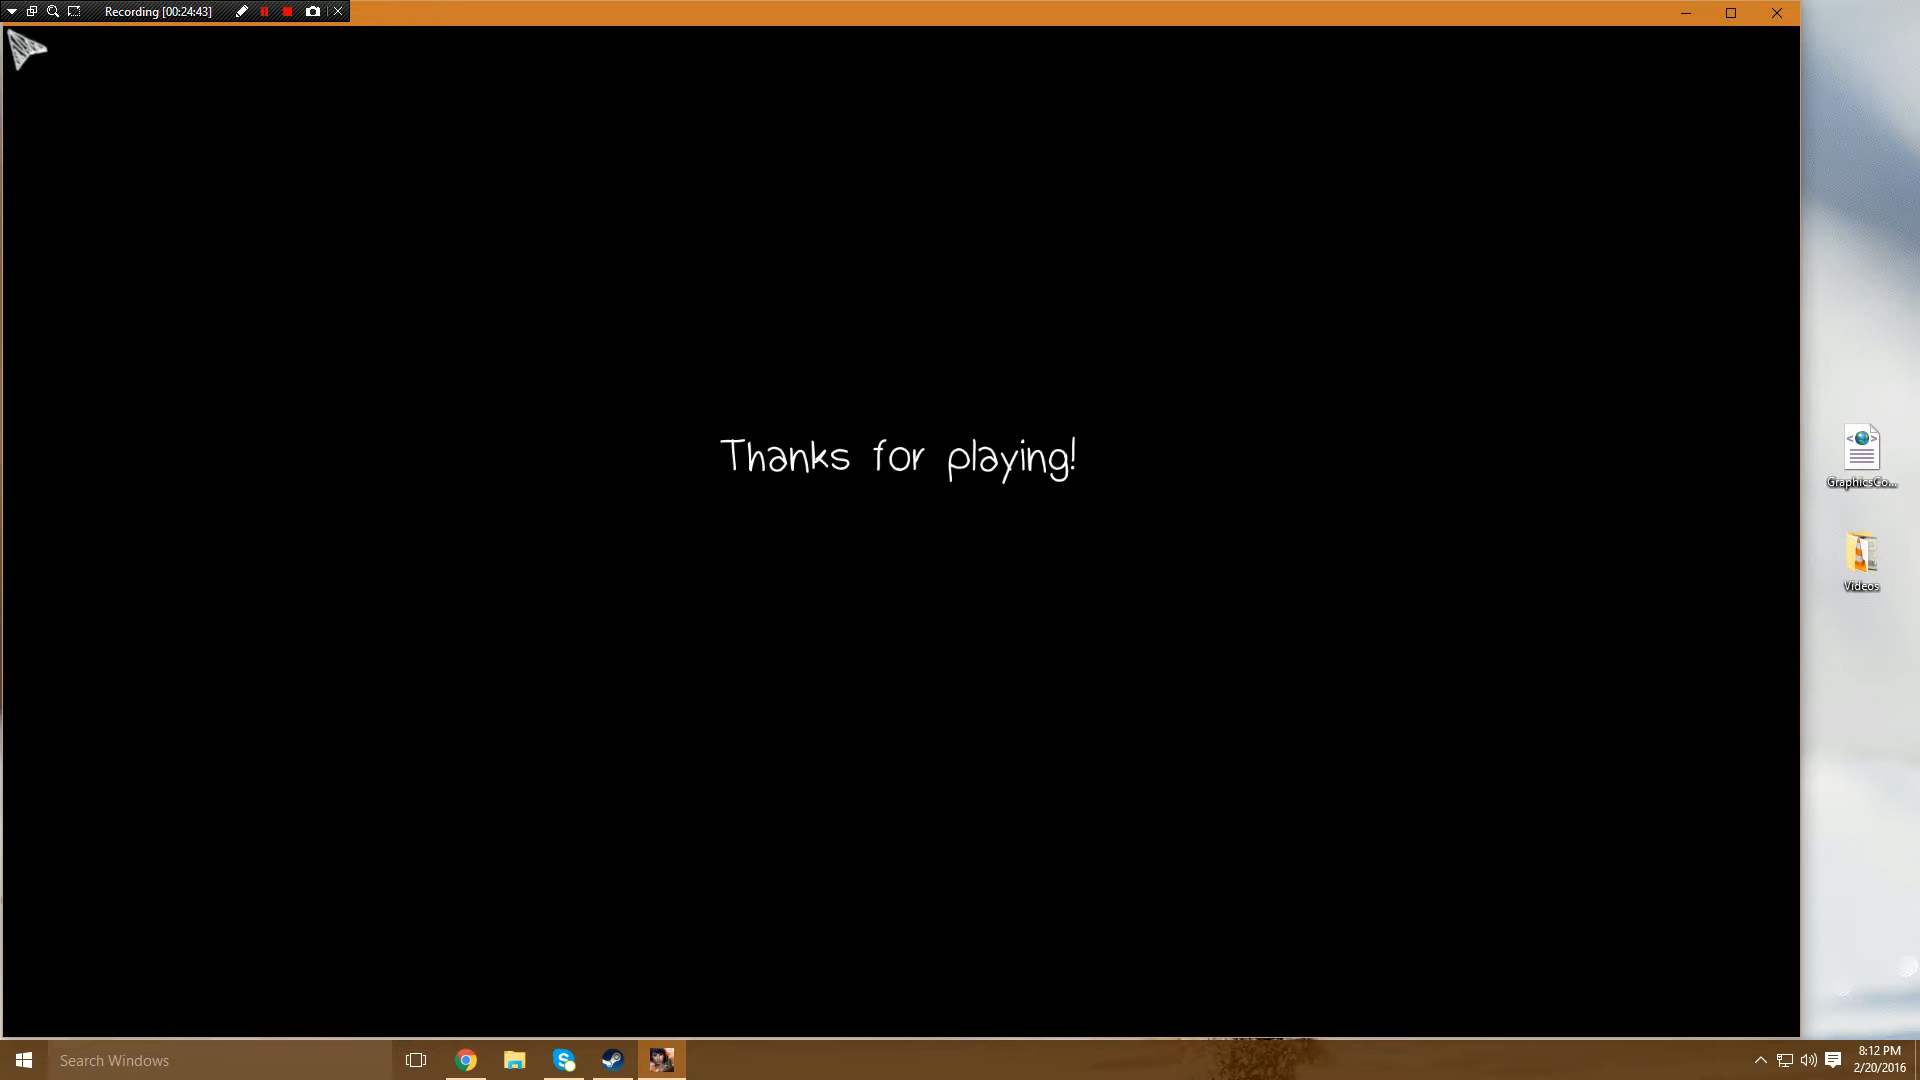 Recording [00:24:43]
Thanks for playing!
GraphicsCo...
Videos
Search Windows
8:12 PM
2/20/2016